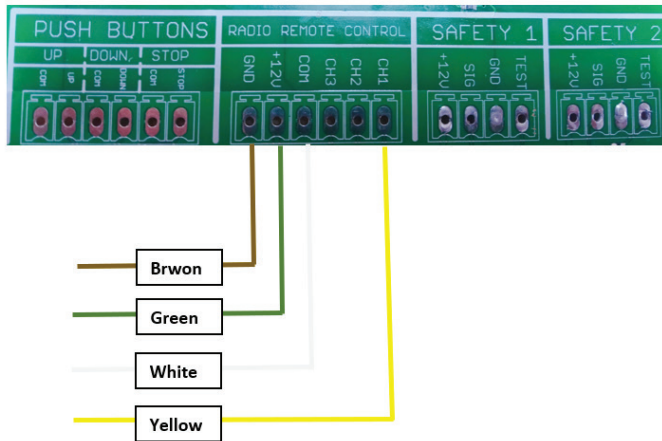 PUSH BUTTONS
UP DOWN STOP
COM UP COM DOWN COM STOP
RADIO REMOTE CONTROL
GND +12V COM CH3 CH2 CH1
SAFETY 1
+12V SIG GND TEST
SAFETY 2
+12V SIG GND TEST
Brwon
Green
White
Yellow